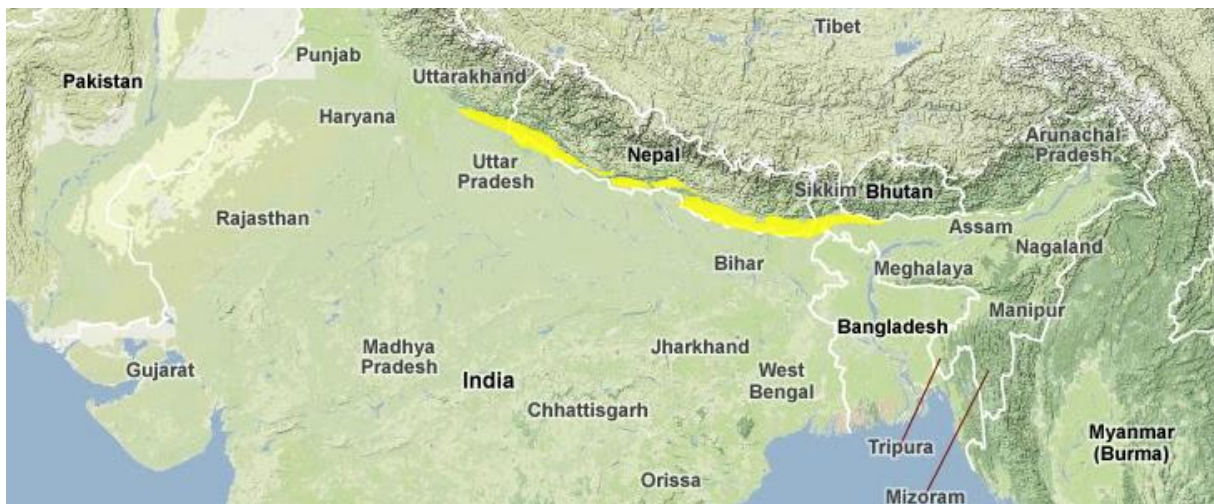 Tibet
Punjab
Pakistan
Uttarakhand
Haryana
Arunachal
Pradesh
Nepal
Uttar
Pradesh
Sikkim
Bhutan
Rajasthan
Assam
Nagaland
Bihar
Meghalaya
Manipur
Bangladesh
Madhya
Pradesh
Jharkhand
Gujarat
India
West
Bengal
Chhattisgarh
Tripura
Myanmar
(Burma)
Orissa
Mizoram